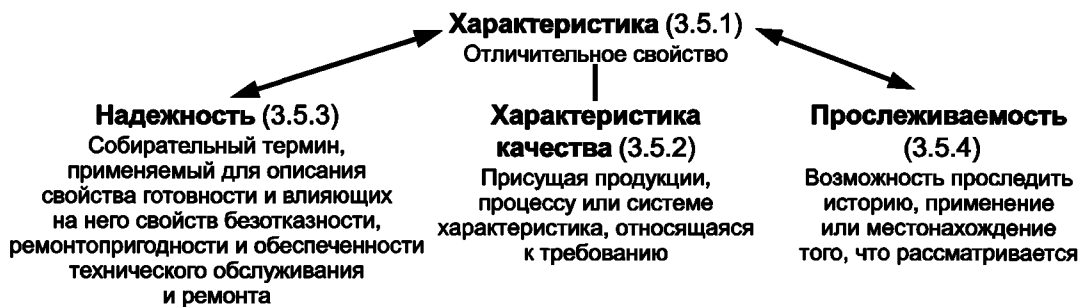 Характеристика (3.5.1)
Отличительное свойство
Надежность (3.5.3)
Собирательный термин,
применяемый для описания
свойства готовности и влияющих
на него свойств безотказности,
ремонтопригодности и обеспеченности
технического обслуживания
и ремонта
Характеристика
качества (3.5.2)
Присущая продукции,
процессу или системе
характеристика, относящаяся
к требованию
Прослеживаемость
(3.5.4)
Возможность проследить
историю, применение
или местонахождение
того, что рассматривается